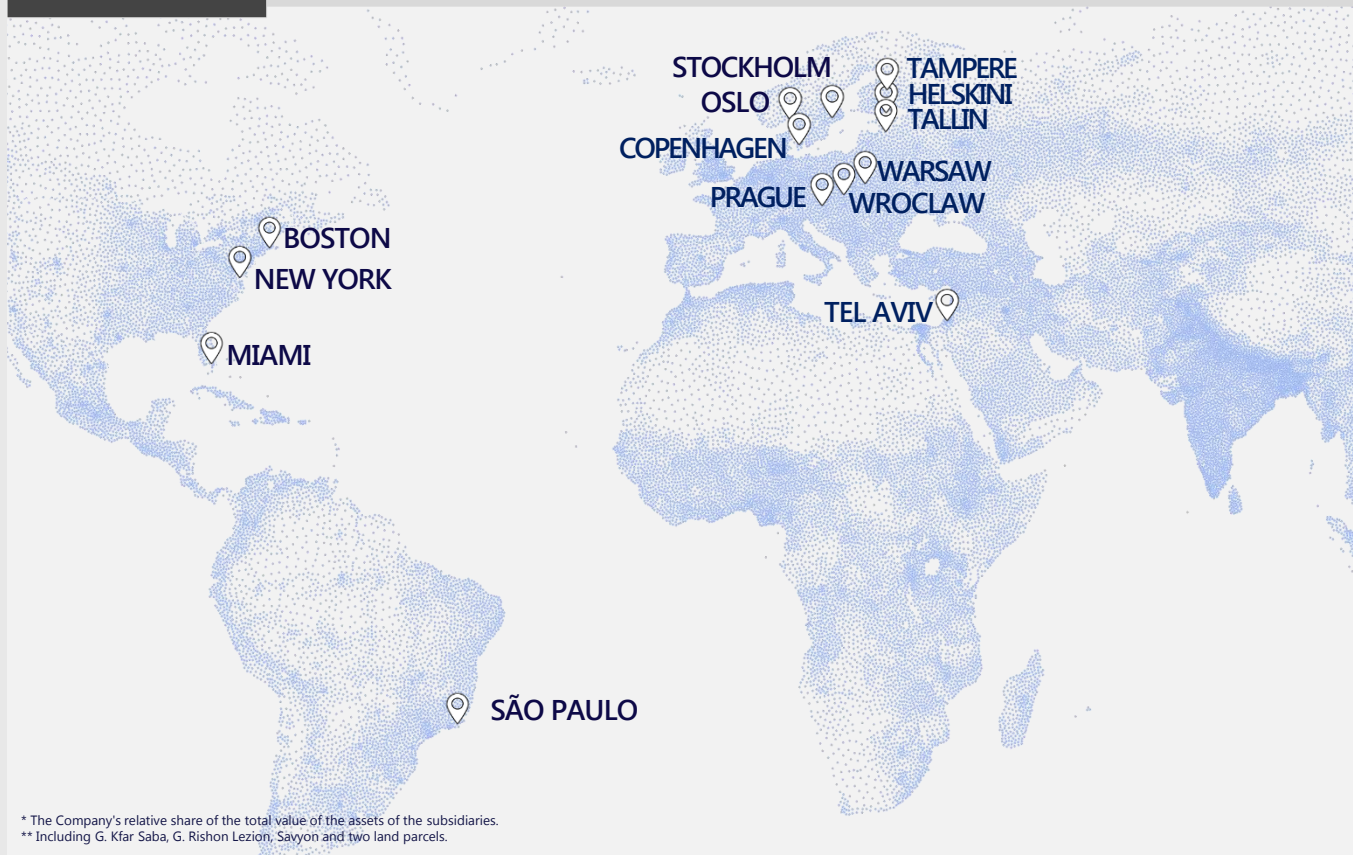 STOCKHOLM
TAMPERE
OSLO
HELSKINI
TALLIN
COPENHAGEN
WARSAW
PRAGUE
WROCLAW
BOSTON
NEW YORK
TEL AVIV
MIAMI
SÃO PAULO
* The Company's relative share of the total value of the assets of the subsidiaries.
** Including G. Kfar Saba, G. Rishon Lezion, Savyon and two land parcels.